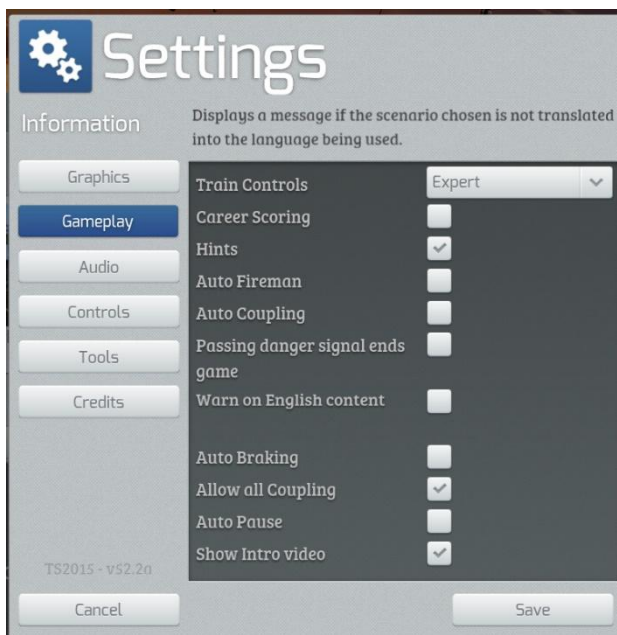 Settings
Information
Displays a message if the scenario chosen is not translated
into the language being used.
Graphics
Gameplay
Audio
Controls
Tools
Credits
Train Controls Expert
Career Scoring
Hints
Auto Fireman
Auto Coupling
Passing danger signal ends
game
Warn on English content
Auto Braking
Allow all Coupling
Auto Pause
Show Intro video
TS2015 - v52.2a
Cancel
Save